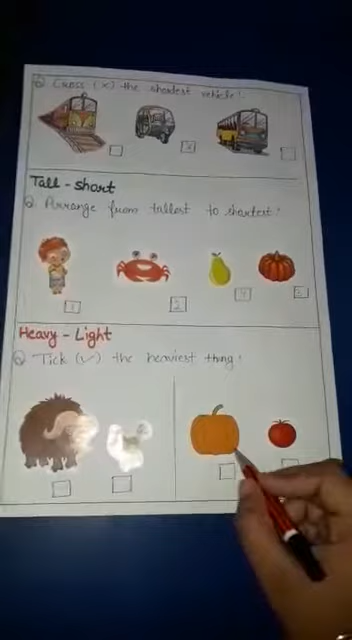 Q Cross (x) the shortest vehicle!
x
Tall - short
Q Arrange from tallest to shortest!
1 2 4 3
Heavy - Light
Q Tick (✓) the heaviest thing!